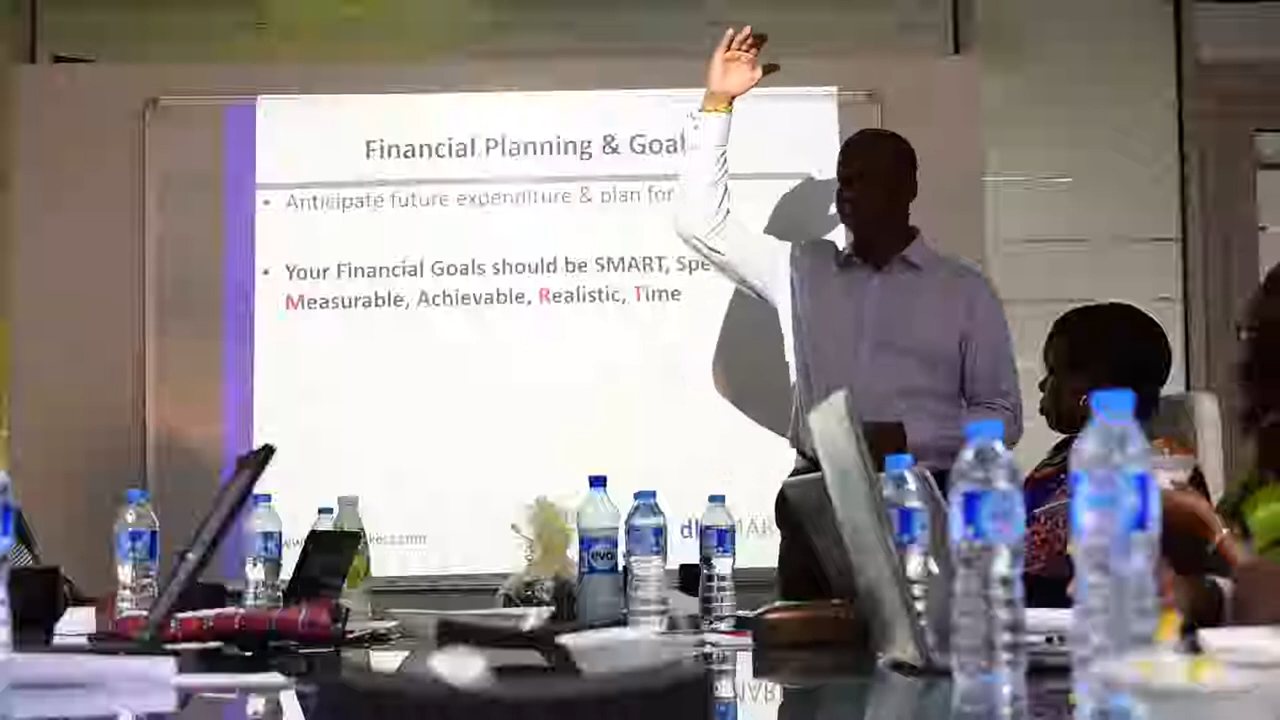 Financial Planning & Goal
• Anticipate future expenditure & plan for
• Your Financial Goals should be SMART, Spe
Measurable, Achievable, Realistic, Time
eva